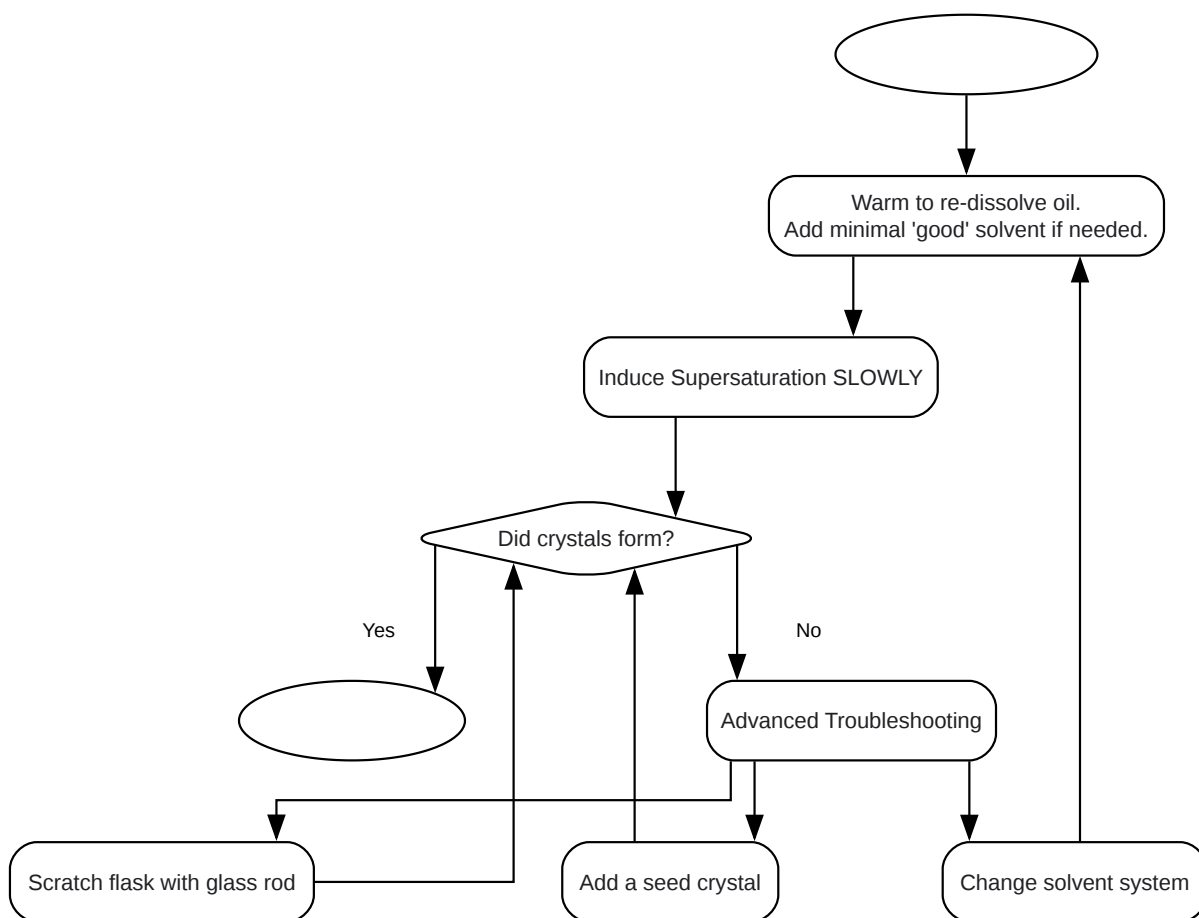 Warm to re-dissolve oil.
Add minimal 'good' solvent if needed.
Induce Supersaturation SLOWLY
Did crystals form?
Yes
No
Advanced Troubleshooting
Scratch flask with glass rod
Add a seed crystal
Change solvent system